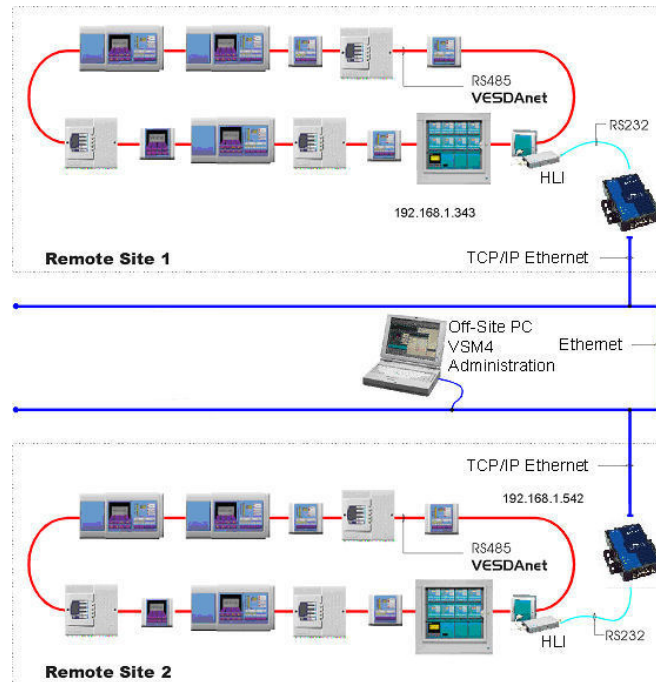 RS485
VESDAnet
RS232
HLI
192.168.1.343
Remote Site 1
TCP/IP Ethernet
Off-Site PC
VSM4
Administration
Ethernet
TCP/IP Ethernet
192.168.1.542
RS485
VESDAnet
HLI
RS232
Remote Site 2